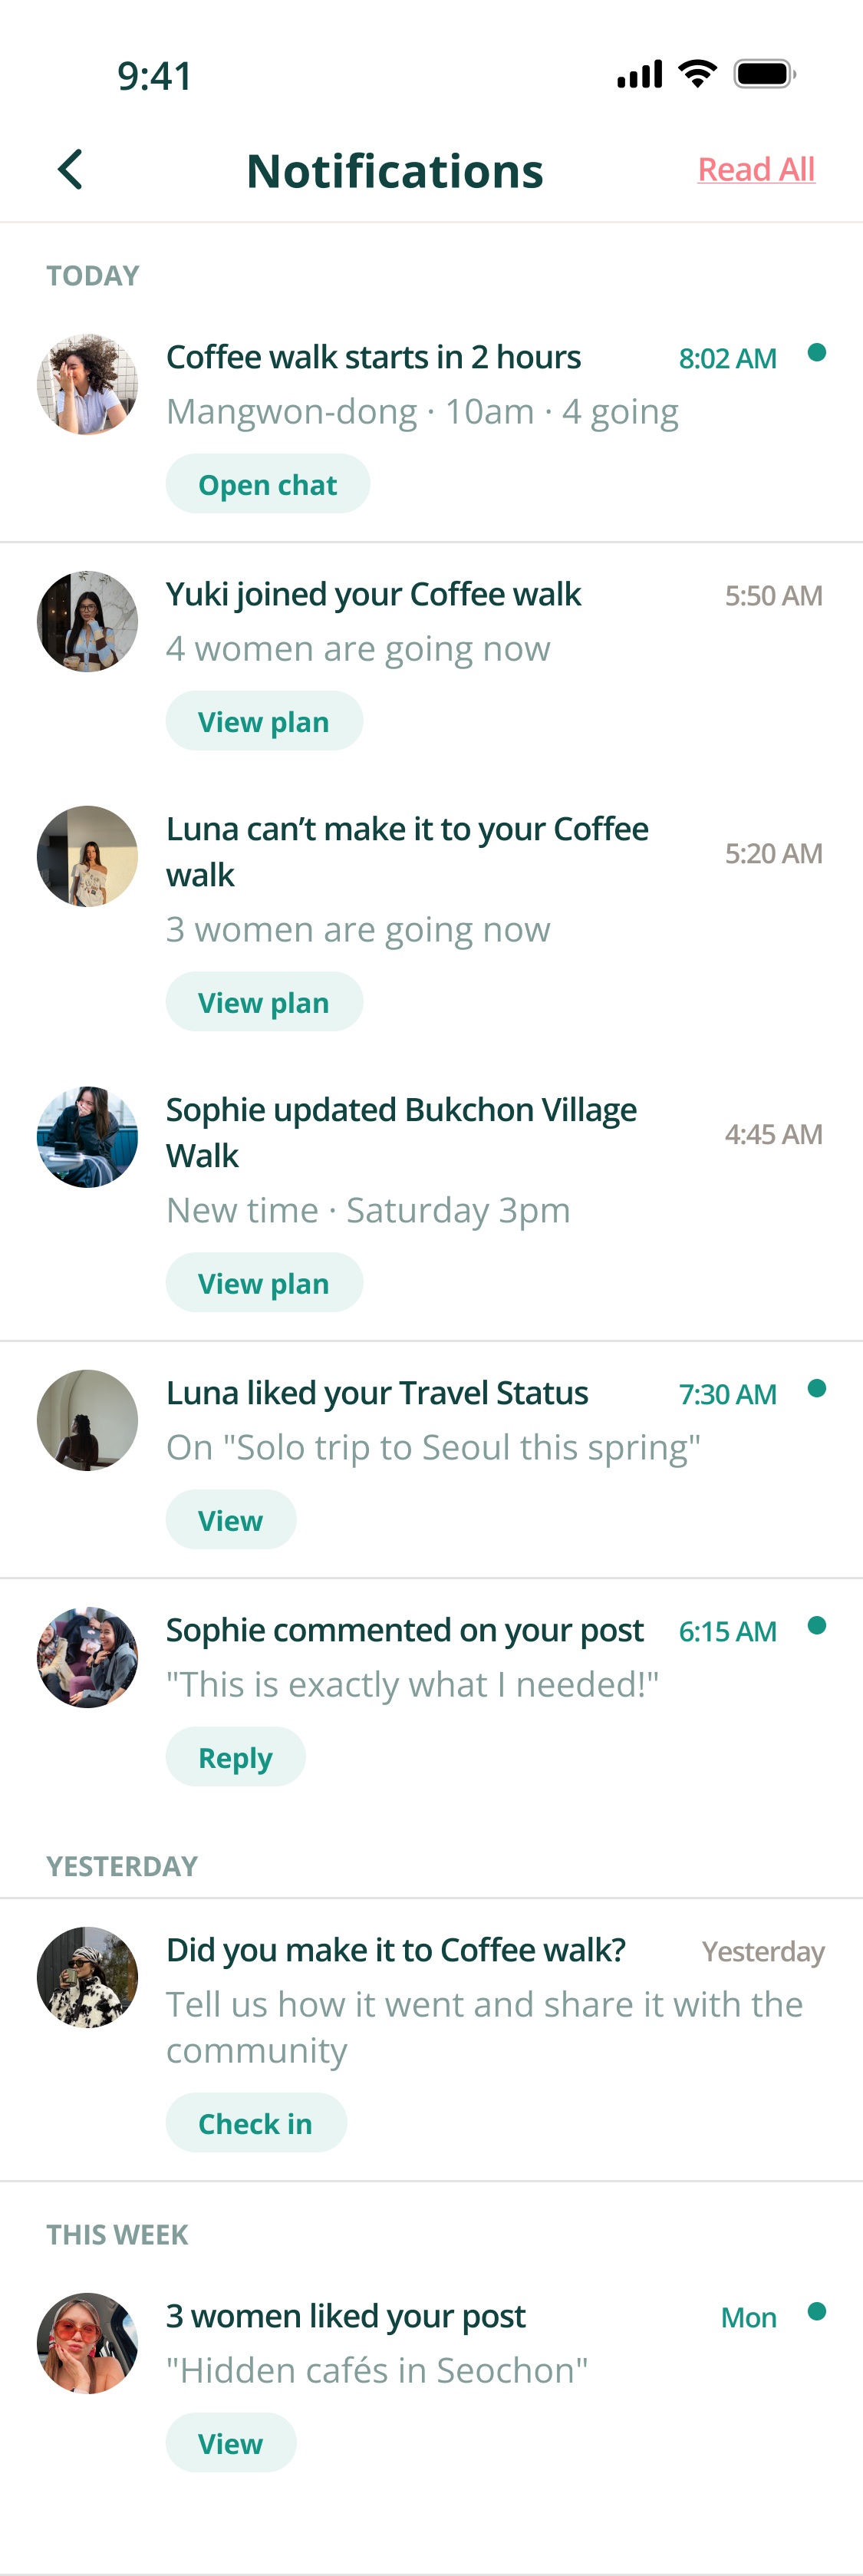 9:41
Notifications
Read All
TODAY
Coffee walk starts in 2 hours
8:02 AM
Mangwon-dong · 10am · 4 going
Open chat
Yuki joined your Coffee walk
5:50 AM
4 women are going now
View plan
Luna can’t make it to your Coffee
walk
5:20 AM
3 women are going now
View plan
Sophie updated Bukchon Village
Walk
4:45 AM
New time · Saturday 3pm
View plan
Luna liked your Travel Status
7:30 AM
On "Solo trip to Seoul this spring"
View
Sophie commented on your post
6:15 AM
"This is exactly what I needed!"
Reply
YESTERDAY
Did you make it to Coffee walk?
Yesterday
Tell us how it went and share it with the
community
Check in
THIS WEEK
3 women liked your post
Mon
"Hidden cafés in Seochon"
View